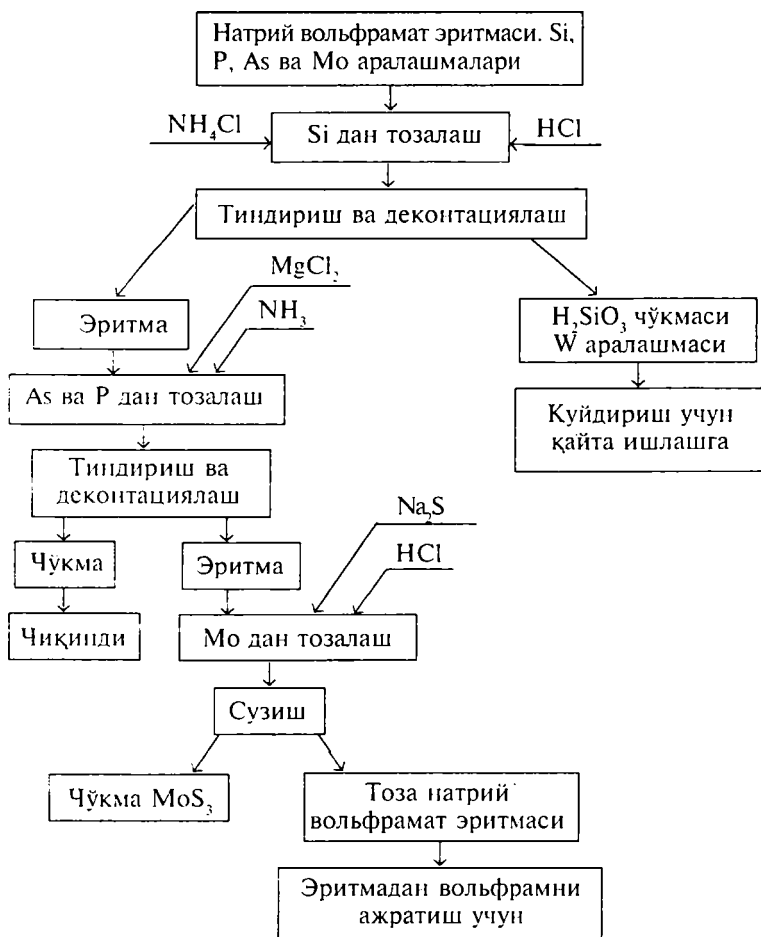 Натрий вольфрамат эритмаси. Si,
P, As ва Mo аралашмалари
NH₄Cl
Si дан тозалаш
HCl
Тиндириш ва деконтациялаш
MgCl₂
NH₃
Эритма
H₂SiO₃ чўкмаси
W аралашмаси
As ва P дан тозалаш
Куйдириш учун
қайта ишлашга
Тиндириш ва
деконтациялаш
Na₂S
HCl
Чўкма
Эритма
Чиқинди
Mo дан тозалаш
Сузиш
Чўкма MoS₃
Тоза натрий
вольфрамат эритмаси
Эритмадан вольфрамни
ажратиш учун